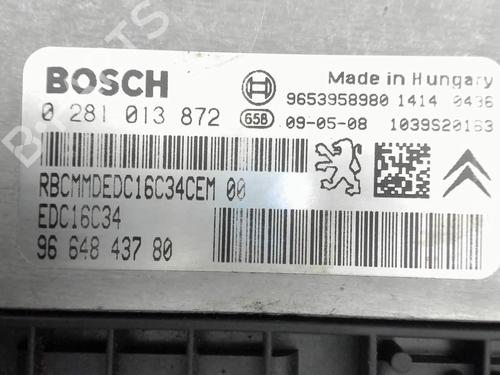 BOSCH
Made in Hungary
9653958980 1414 0436
0 281 013 872
65B 09-05-08 1039S20163
RBCMMDEDC16C34CEM 00
EDC16C34
96 648 437 80